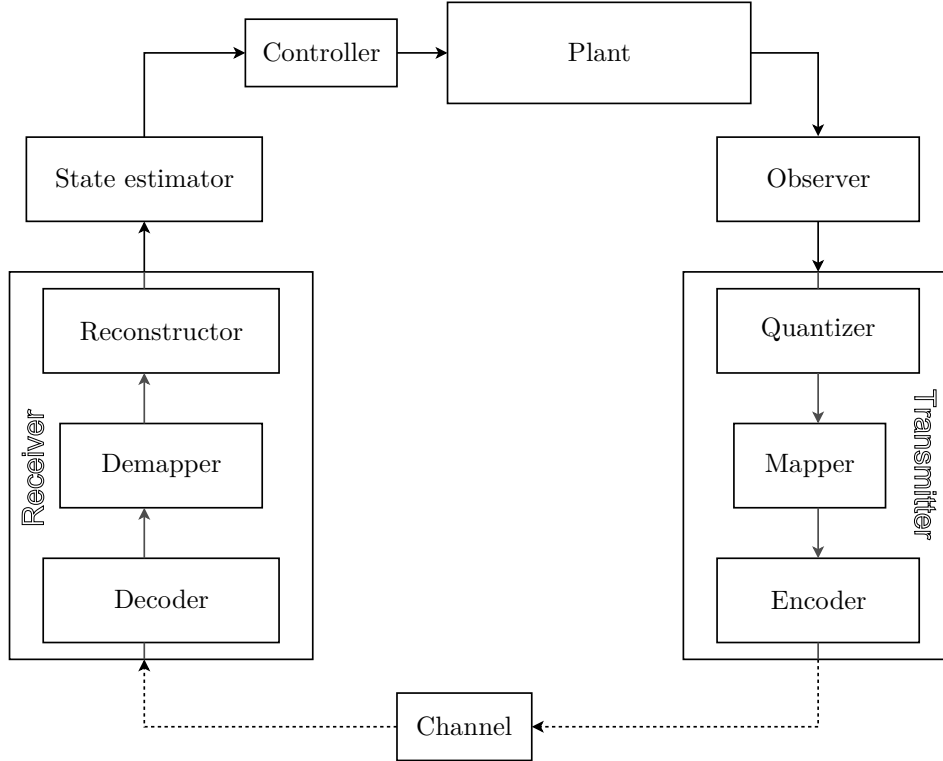 Controller
Plant
State estimator
Observer
Reconstructor
Quantizer
Receiver
Demapper
Mapper
Transmitter
Decoder
Encoder
Channel